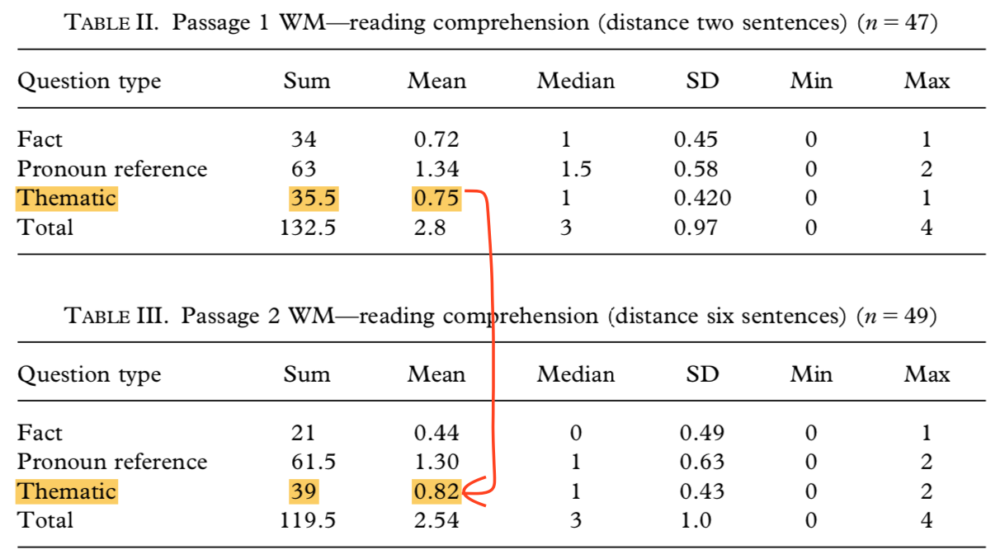 TABLE II. Passage 1 WM—reading comprehension (distance two sentences) (n = 47)
Question type Sum Mean Median SD Min Max
Fact 34 0.72 1 0.45 0 1
Pronoun reference 63 1.34 1.5 0.58 0 2
Thematic 35.5 0.75 1 0.420 0 1
Total 132.5 2.8 3 0.97 0 4
TABLE III. Passage 2 WM—reading comprehension (distance six sentences) (n = 49)
Question type Sum Mean Median SD Min Max
Fact 21 0.44 0 0.49 0 1
Pronoun reference 61.5 1.30 1 0.63 0 2
Thematic 39 0.82 1 0.43 0 2
Total 119.5 2.54 3 1.0 0 4